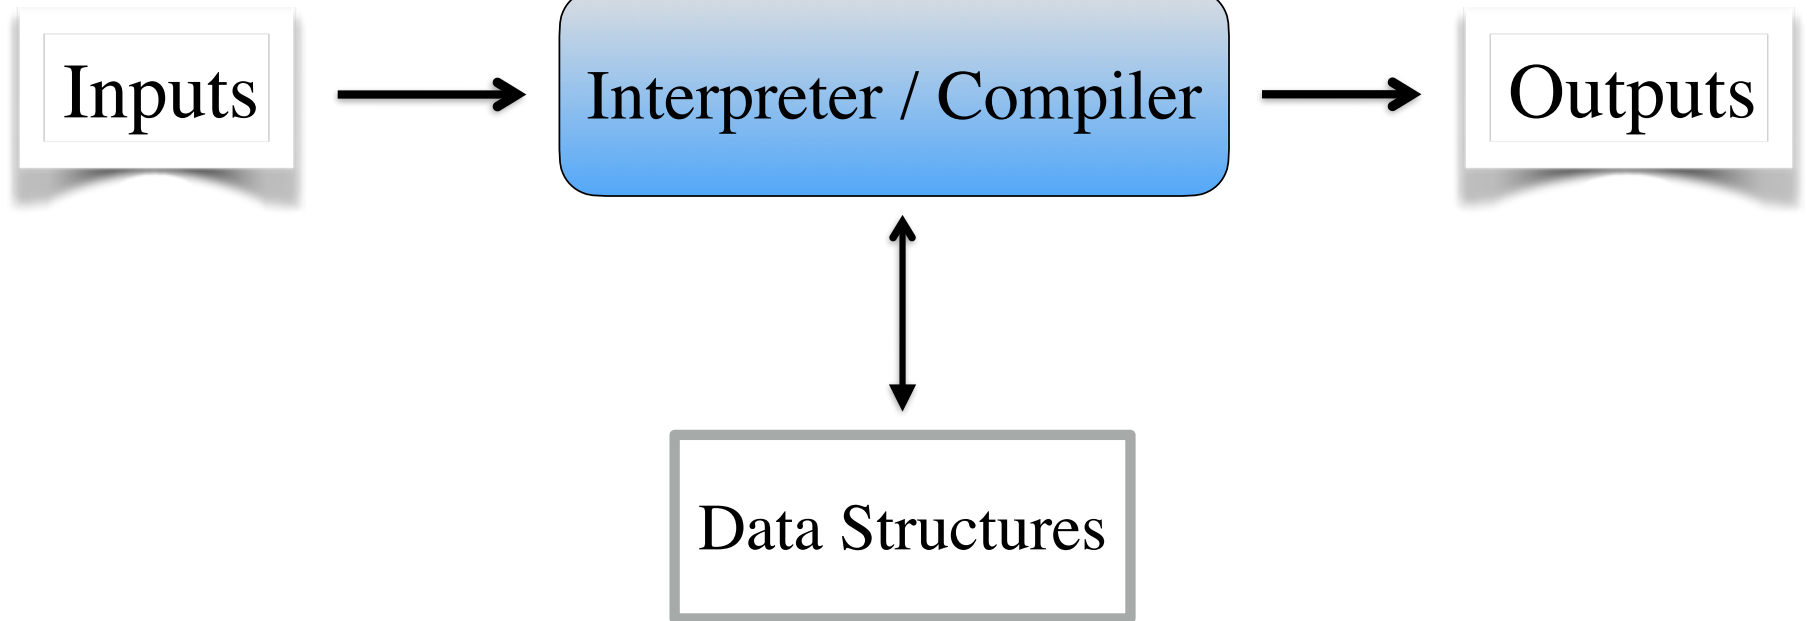 Inputs
Interpreter / Compiler
Outputs
Data Structures